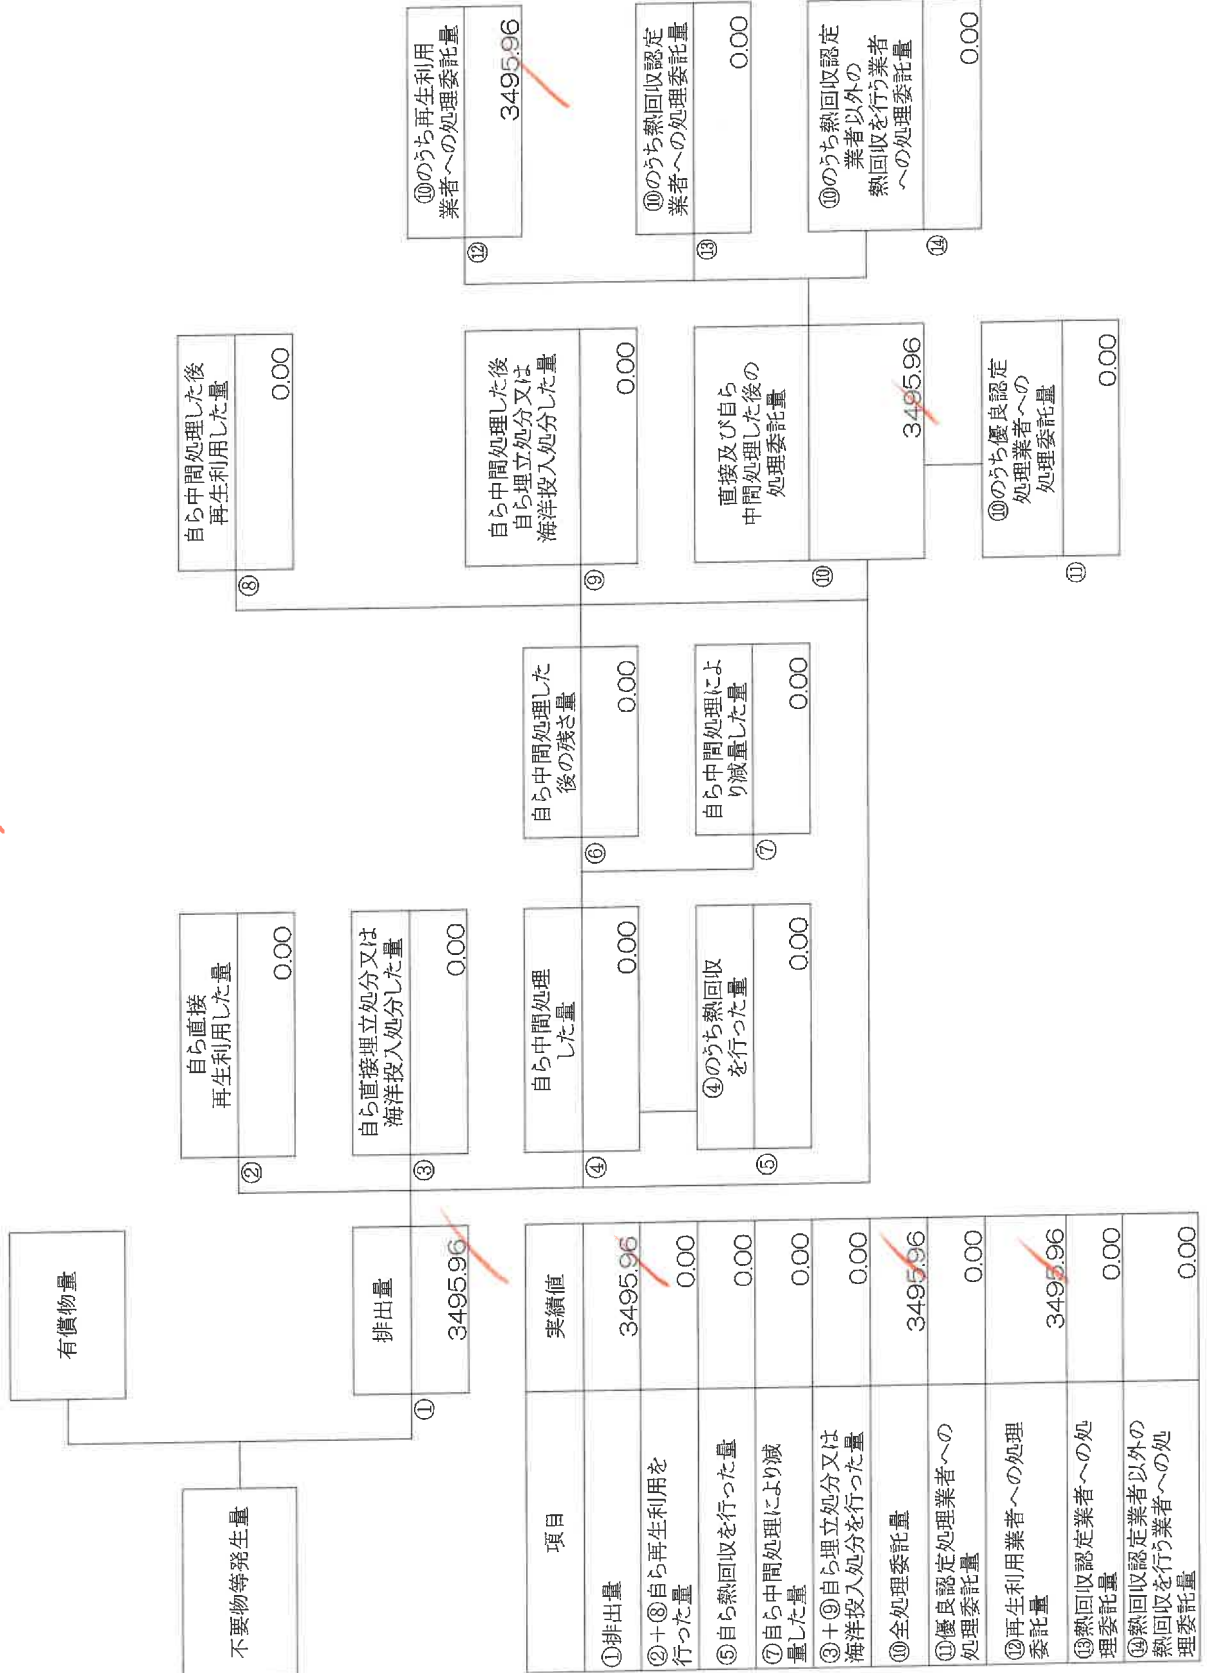 不要物等発生量
有償物量
排出量
①
3495.96
自ら直接
再生利用した量
②
0.00
自ら直接埋立処分又は
海洋投入処分した量
③
0.00
自ら中間処理
した量
④
0.00
④のうち熱回収
を行った量
⑤
0.00
自ら中間処理した
後の残さ量
⑥
0.00
自ら中間処理によ
り減量した量
⑦
0.00
自ら中間処理した後
再生利用した量
⑧
0.00
自ら中間処理した後
自ら埋立処分又は
海洋投入処分した量
⑨
0.00
直接及び自ら
中間処理した後の
処理委託量
⑩
3495.96
⑩のうち優良認定
処理業者への
処理委託量
⑪
0.00
⑩のうち再生利用
業者への処理委託量
⑫
3495.96
⑩のうち熱回収認定
業者への処理委託量
⑬
0.00
⑩のうち熱回収認定
業者以外の
熱回収を行う業者
への処理委託量
⑭
0.00
項目 実績値
①排出量 3495.96
②+⑧自ら再生利用を
行った量 0.00
⑤自ら熱回収を行った量 0.00
⑦自ら中間処理により減
量した量 0.00
③+⑨自ら埋立処分又は
海洋投入処分を行った量 0.00
⑩全処理委託量 3495.96
⑪優良認定処理業者への
処理委託量 0.00
⑫再生利用業者への処理
委託量 3495.96
⑬熱回収認定業者への処
理委託量 0.00
⑭熱回収認定業者以外の
熱回収を行う業者への処
理委託量 0.00